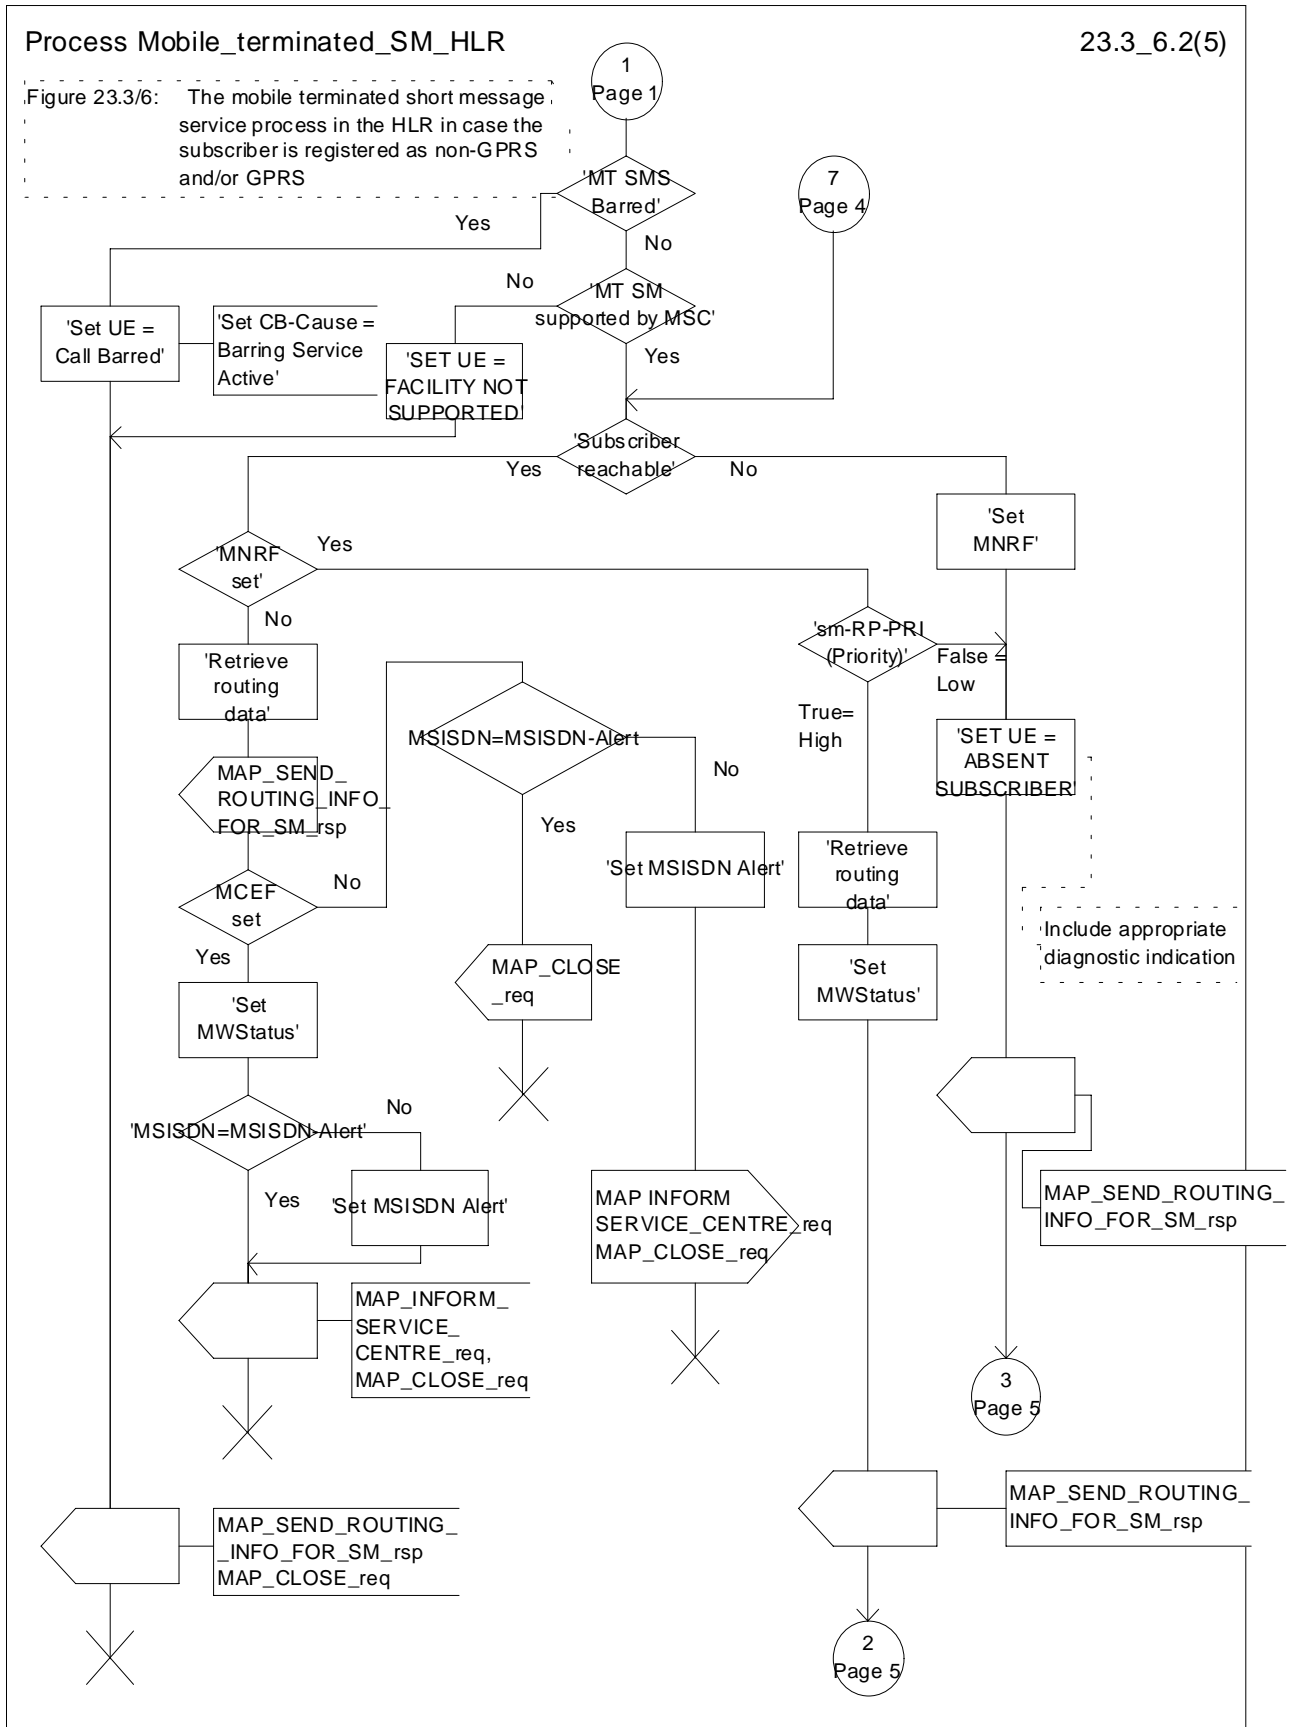 Process Mobile_terminated_SM_HLR
23.3_6.2(5)
Figure 23.3/6: The mobile terminated short message
service process in the HLR in case the
subscriber is registered as non-GPRS
and/or GPRS
1
Page 1
7
Page 4
'MT SMS
Barred'
Yes
No
'MT SM
supported by MSC'
No
Yes
'Set UE =
Call Barred'
'Set CB-Cause =
Barring Service
Active'
'SET UE =
FACILITY NOT
SUPPORTED'
'Subscriber
reachable'
Yes
No
'Set
MNRF'
'MNRF
set'
Yes
No
'sm-RP-PRI
(Priority)'
False =
Low
True=
High
'Retrieve
routing
data'
MSISDN=MSISDN-Alert
No
Yes
'SET UE =
ABSENT
SUBSCRIBER'
MAP_SEND_
ROUTING_INFO_
FOR_SM_rsp
'Set MSISDN Alert'
'Retrieve
routing
data'
MCEF
set
No
Yes
Include appropriate
diagnostic indication
MAP_CLOSE
_req
'Set
MWStatus'
'Set
MWStatus'
'MSISDN=MSISDN-Alert'
No
Yes
'Set MSISDN Alert'
MAP INFORM
SERVICE_CENTRE_req
MAP_CLOSE_req
MAP_SEND_ROUTING_
INFO_FOR_SM_rsp
MAP_INFORM_
SERVICE_
CENTRE_req,
MAP_CLOSE_req
3
Page 5
MAP_SEND_ROUTING_
INFO_FOR_SM_rsp
MAP_SEND_ROUTING_
_INFO_FOR_SM_rsp
MAP_CLOSE_req
2
Page 5